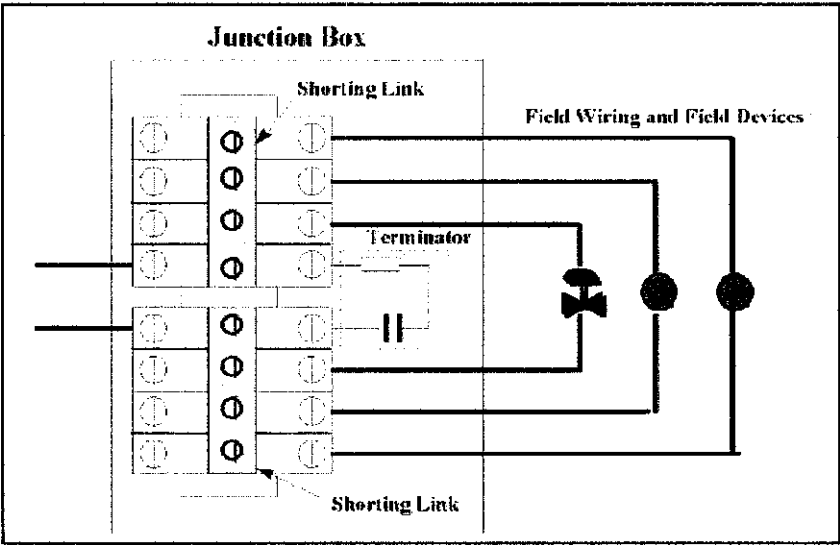 Junction Box
Shorting Link
Field Wiring and Field Devices
Terminator
Shorting Link